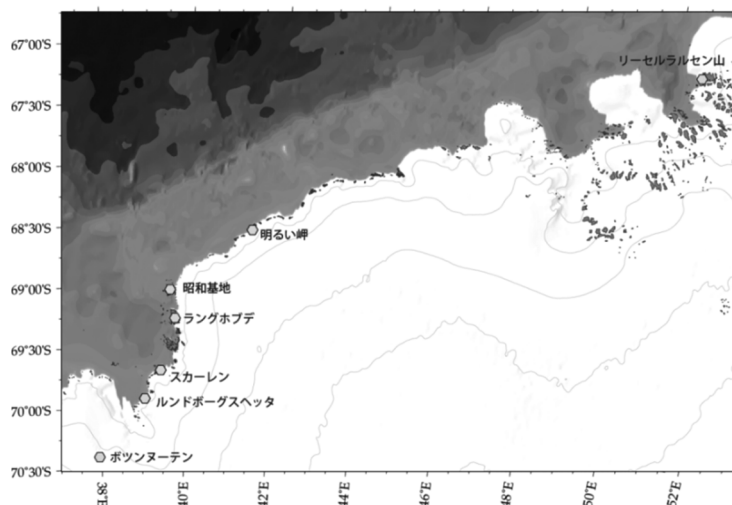 67°00'S
67°30'S
68°00'S
68°30'S
69°00'S
69°30'S
70°00'S
70°30'S
リーセルラルセン山
明るい岬
昭和基地
ラングホブデ
スカーレン
ルンドボーグスヘッタ
ボツンヌーテン
38°E
40°E
42°E
44°E
46°E
48°E
50°E
52°E